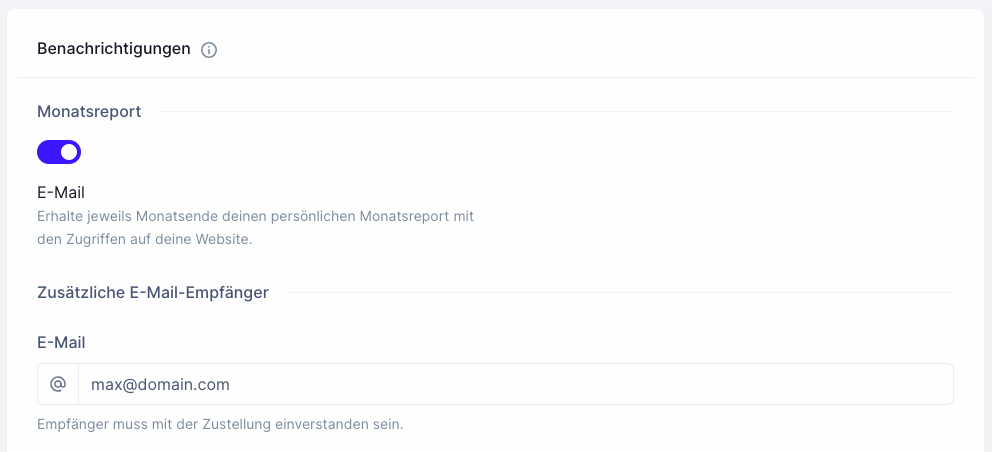 Benachrichtigungen
Monatsreport
E-Mail
Erhalte jeweils Monatsende deinen persönlichen Monatsreport mit
den Zugriffen auf deine Website.
Zusätzliche E-Mail-Empfänger
E-Mail
@ max@domain.com
Empfänger muss mit der Zustellung einverstanden sein.